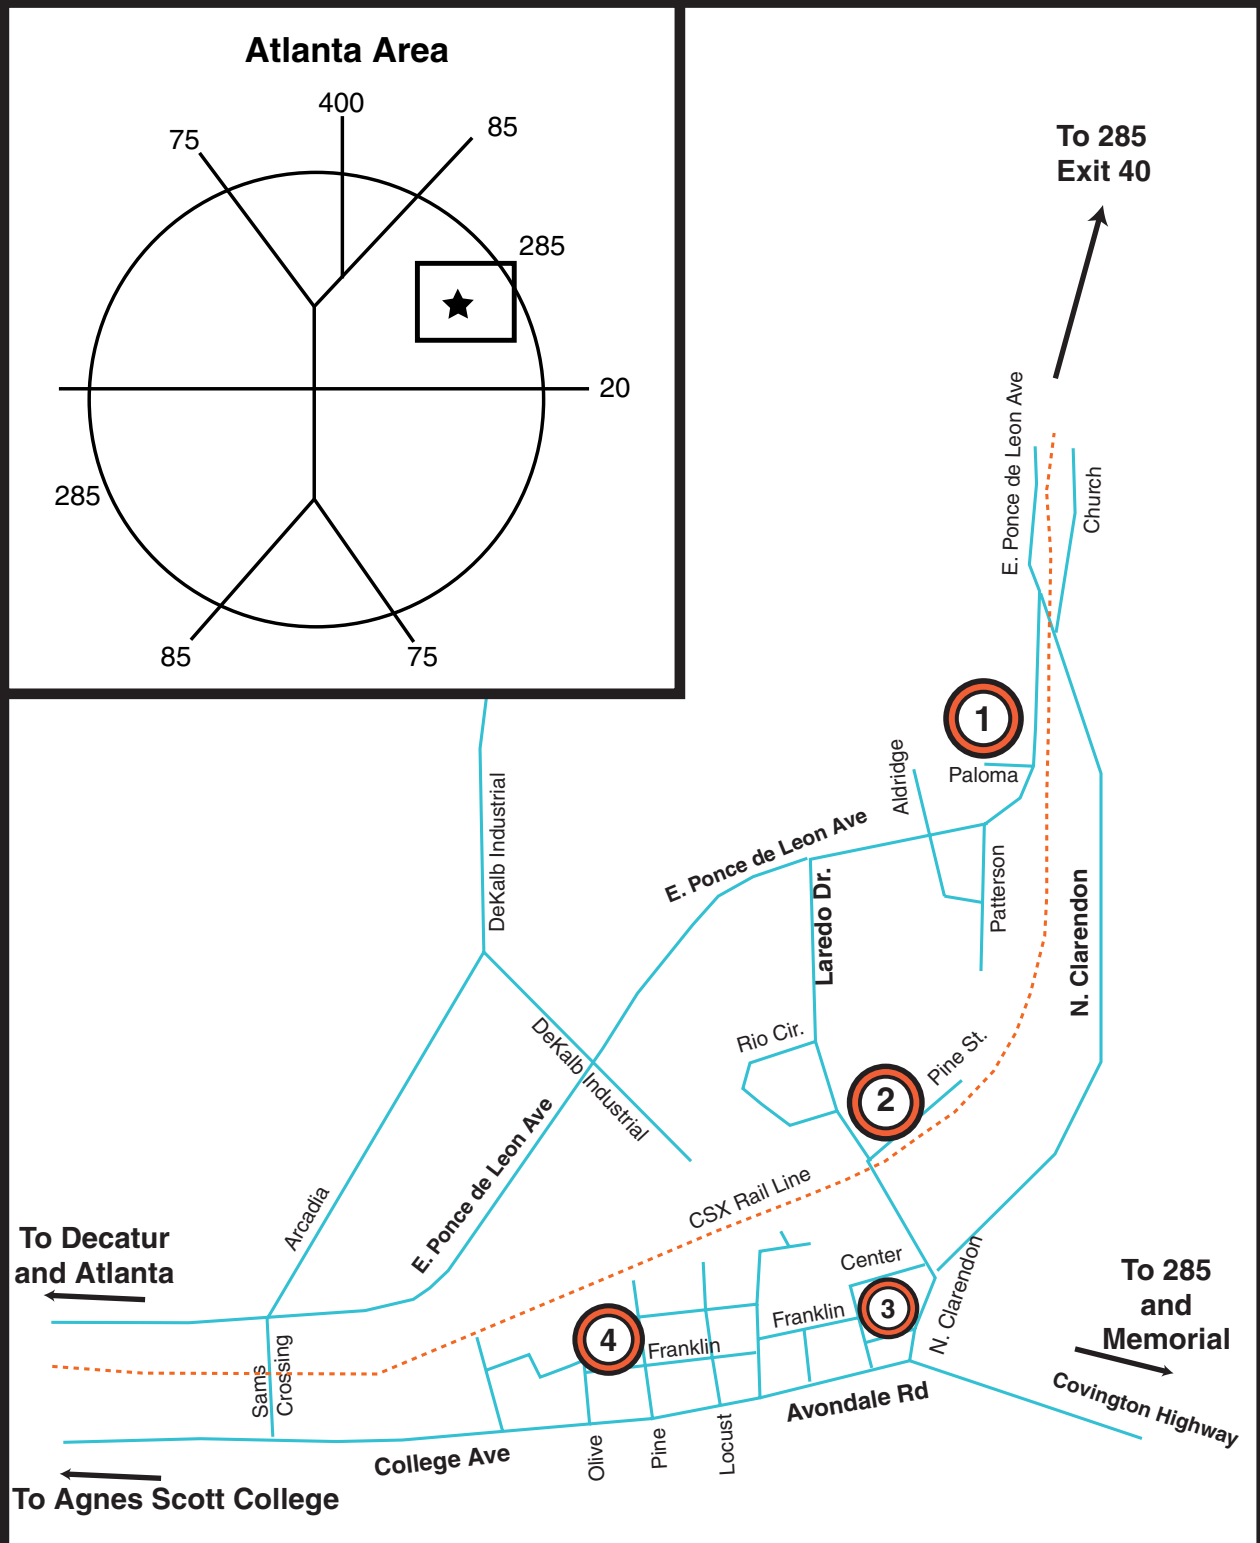 Atlanta Area
400
75
85
285
20
285
85
75
To 285
Exit 40
E. Ponce de Leon Ave
Church
1
Paloma
Aldridge
Patterson
E. Ponce de Leon Ave
Laredo Dr.
N. Clarendon
DeKalb Industrial
DeKalb Industrial
Rio Cir.
Pine St.
2
CSX Rail Line
E. Ponce de Leon Ave
Arcadia
To Decatur
and Atlanta
Sams
Crossing
Center
Franklin
3
N. Clarendon
4
Franklin
To 285
and
Memorial
Covington Highway
Avondale Rd
College Ave
Olive
Pine
Locust
To Agnes Scott College